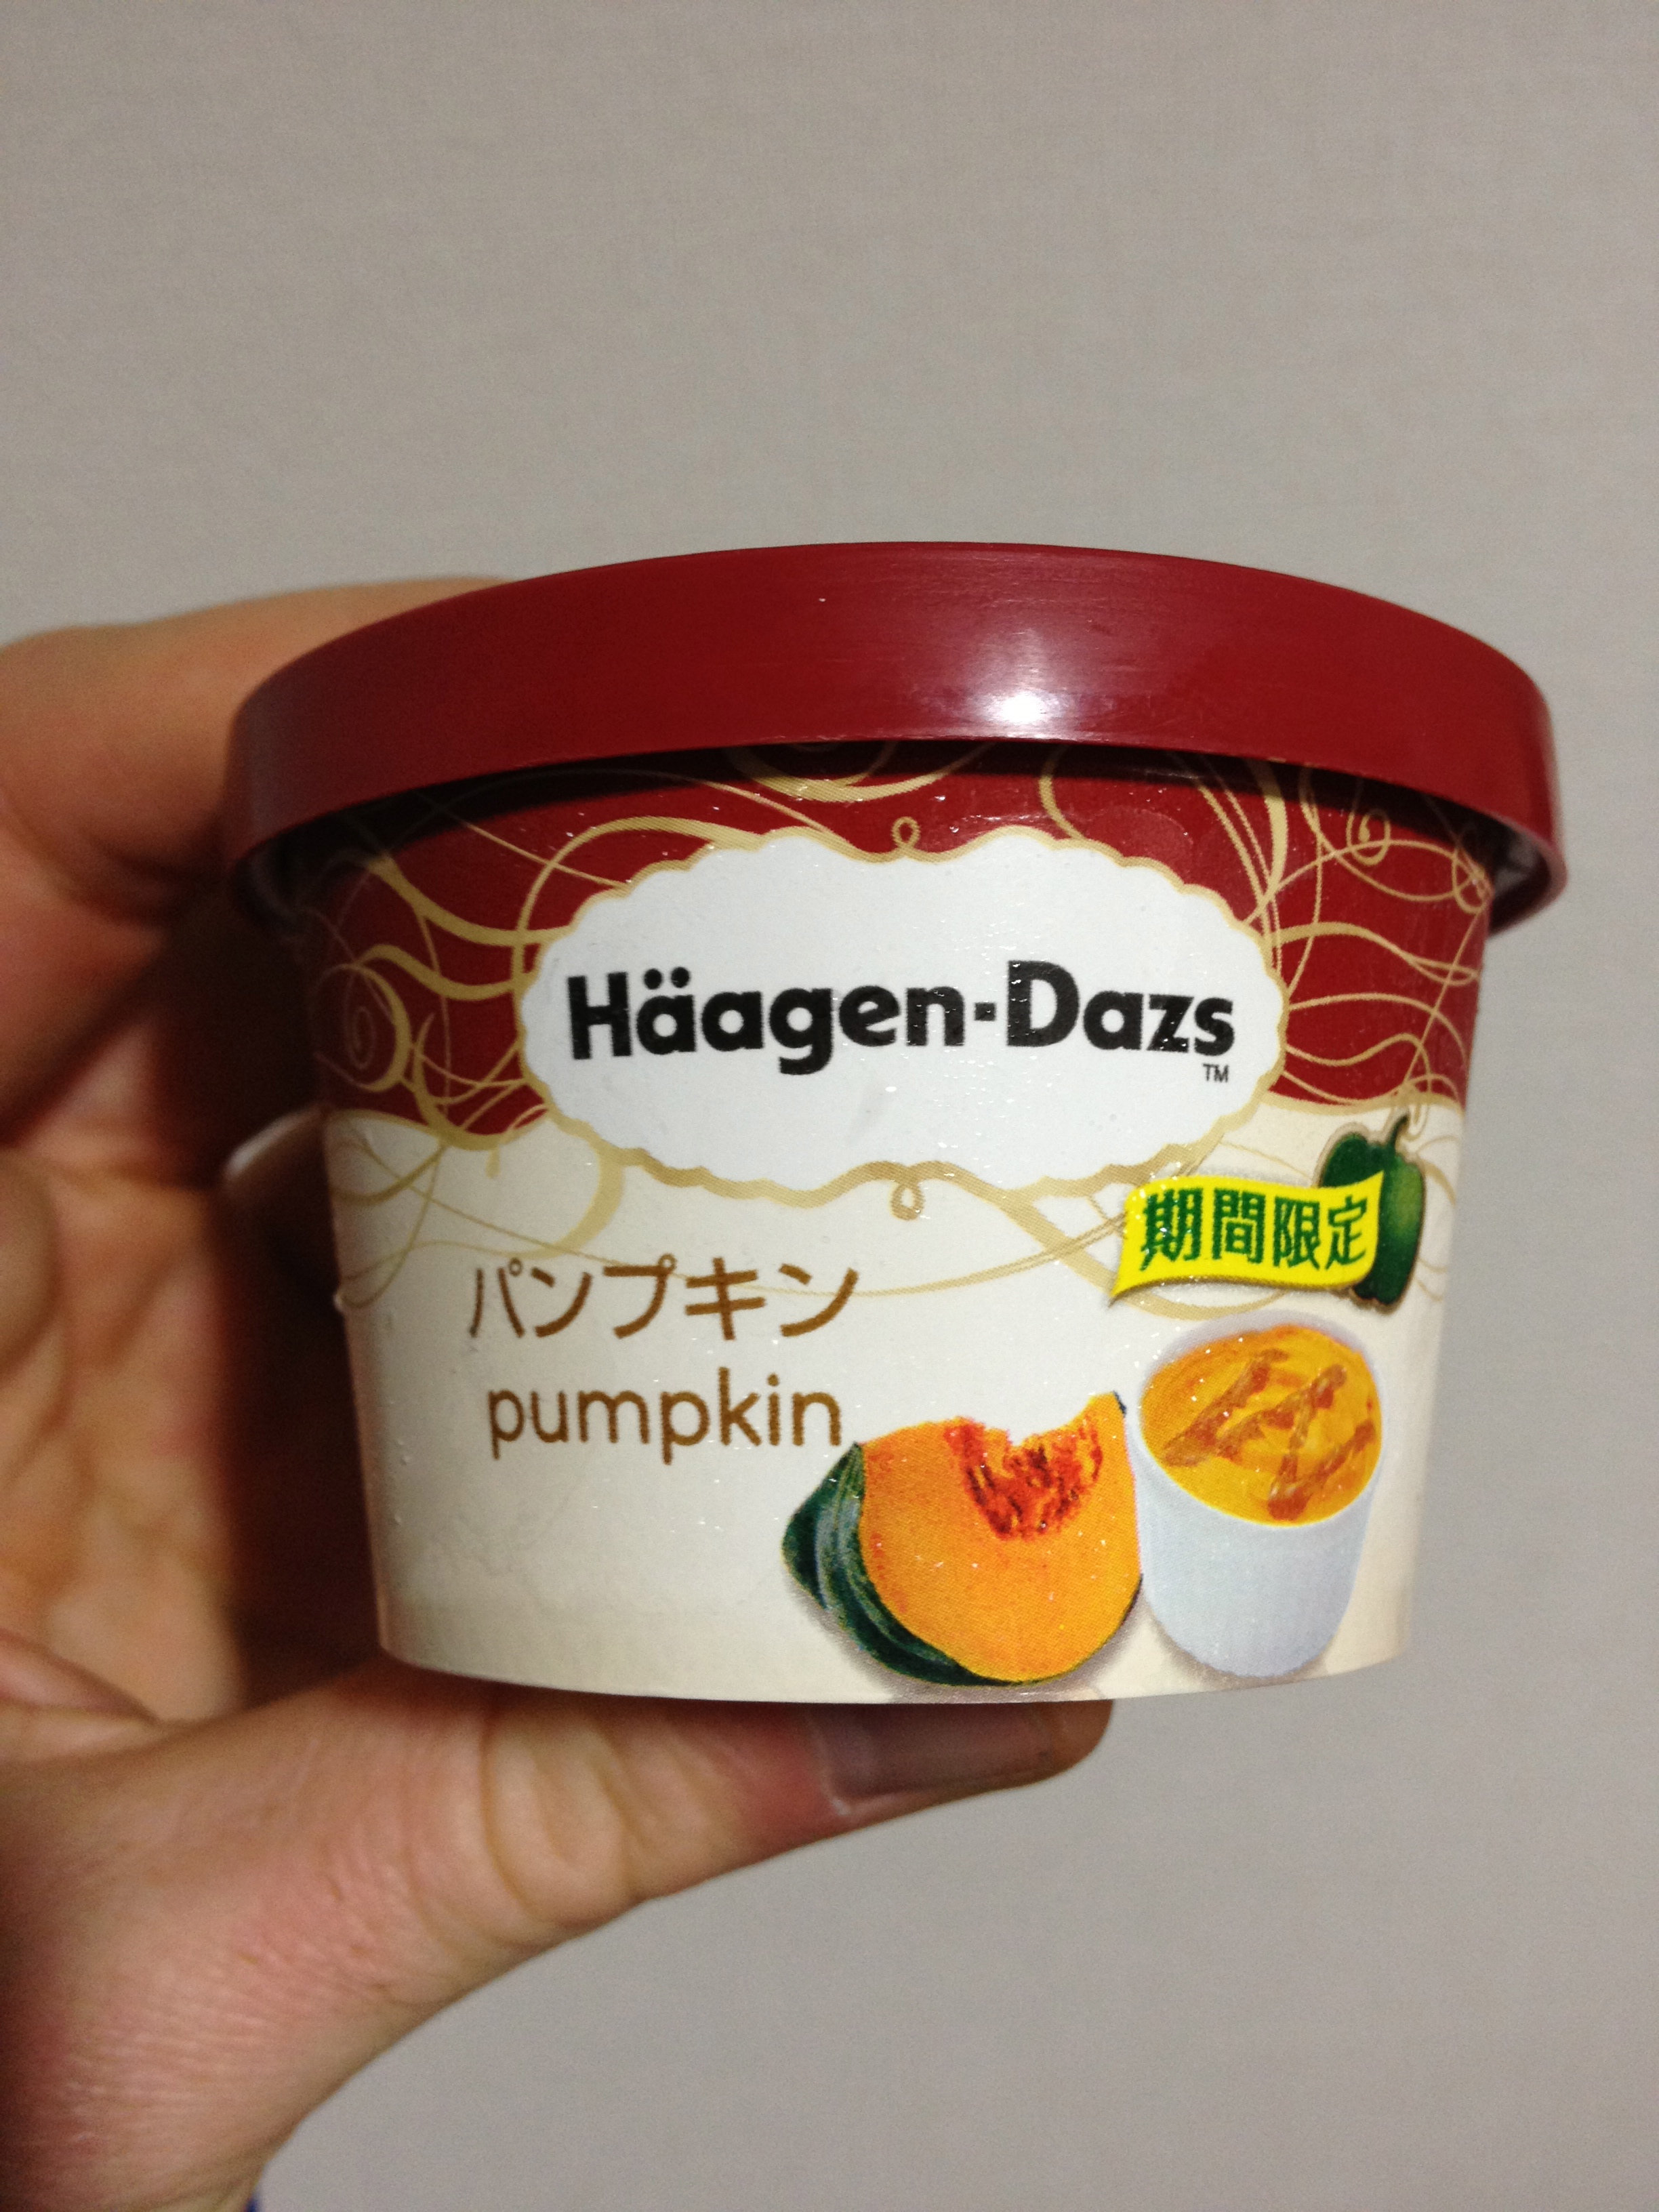 Häagen-Dazs
TM
期間限定
パンプキン
pumpkin